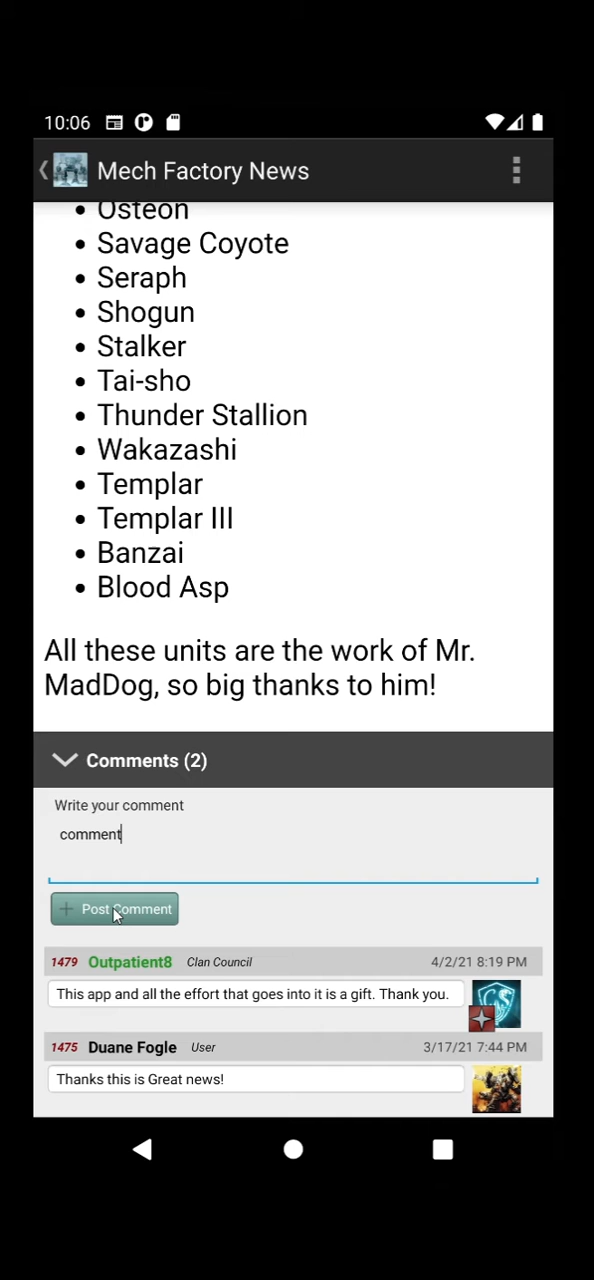 10:06
Mech Factory News
Osteon
Savage Coyote
Seraph
Shogun
Stalker
Tai-sho
Thunder Stallion
Wakazashi
Templar
Templar III
Banzai
Blood Asp
All these units are the work of Mr.
MadDog, so big thanks to him!
Comments (2)
Write your comment
comment
+ Post Comment
1479 Outpatient8 Clan Council 4/2/21 8:19 PM
This app and all the effort that goes into it is a gift. Thank you.
CS
1475 Duane Fogle User 3/17/21 7:44 PM
Thanks this is Great news!